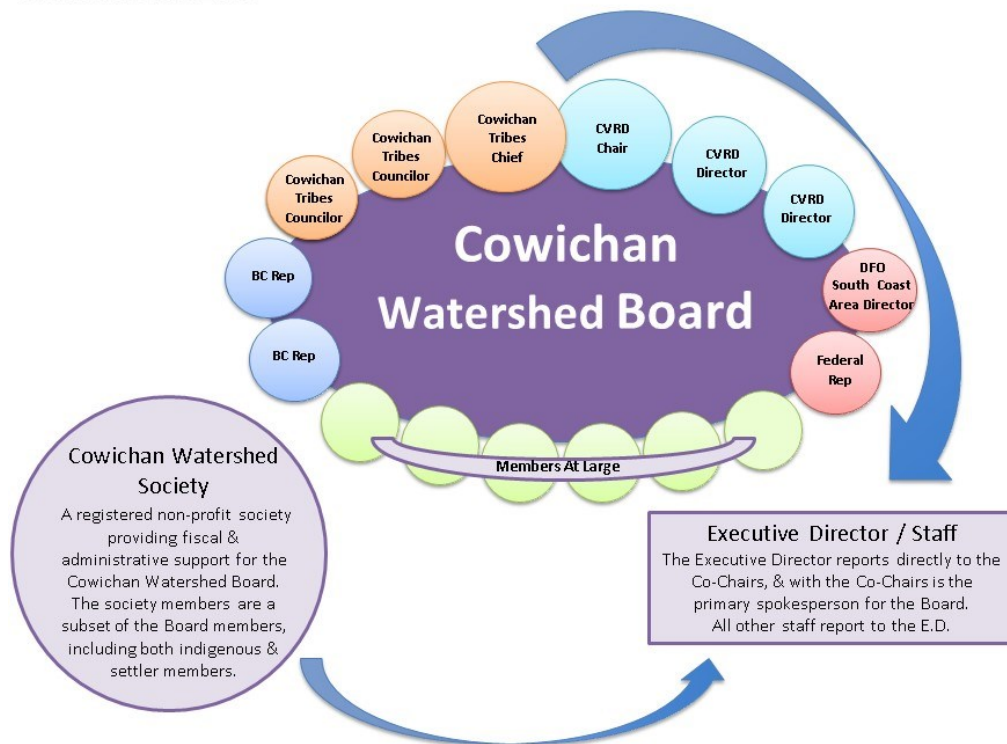 Cowichan
Tribes
Chief
CVRD
Chair
Cowichan
Tribes
Councilor
CVRD
Director
Cowichan
Tribes
Councilor
CVRD
Director
Cowichan
Watershed Board
BC Rep
DFO
South Coast
Area Director
BC Rep
Federal
Rep
Members At Large
Cowichan Watershed
Society
A registered non-profit society
providing fiscal &
administrative support for the
Cowichan Watershed Board.
The society members are a
subset of the Board members,
including both indigenous &
settler members.
Executive Director / Staff
The Executive Director reports directly to the
Co-Chairs, & with the Co-Chairs is the
primary spokesperson for the Board.
All other staff report to the E.D.